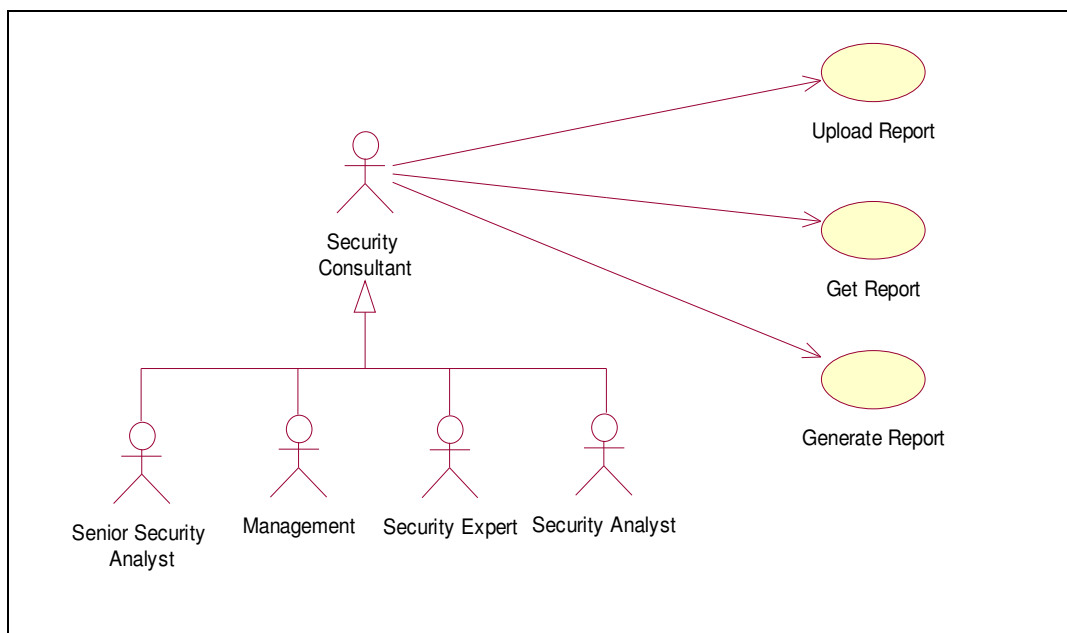 Upload Report
Security
Consultant
Get Report
Generate Report
Senior Security
Analyst
Management
Security Expert
Security Analyst